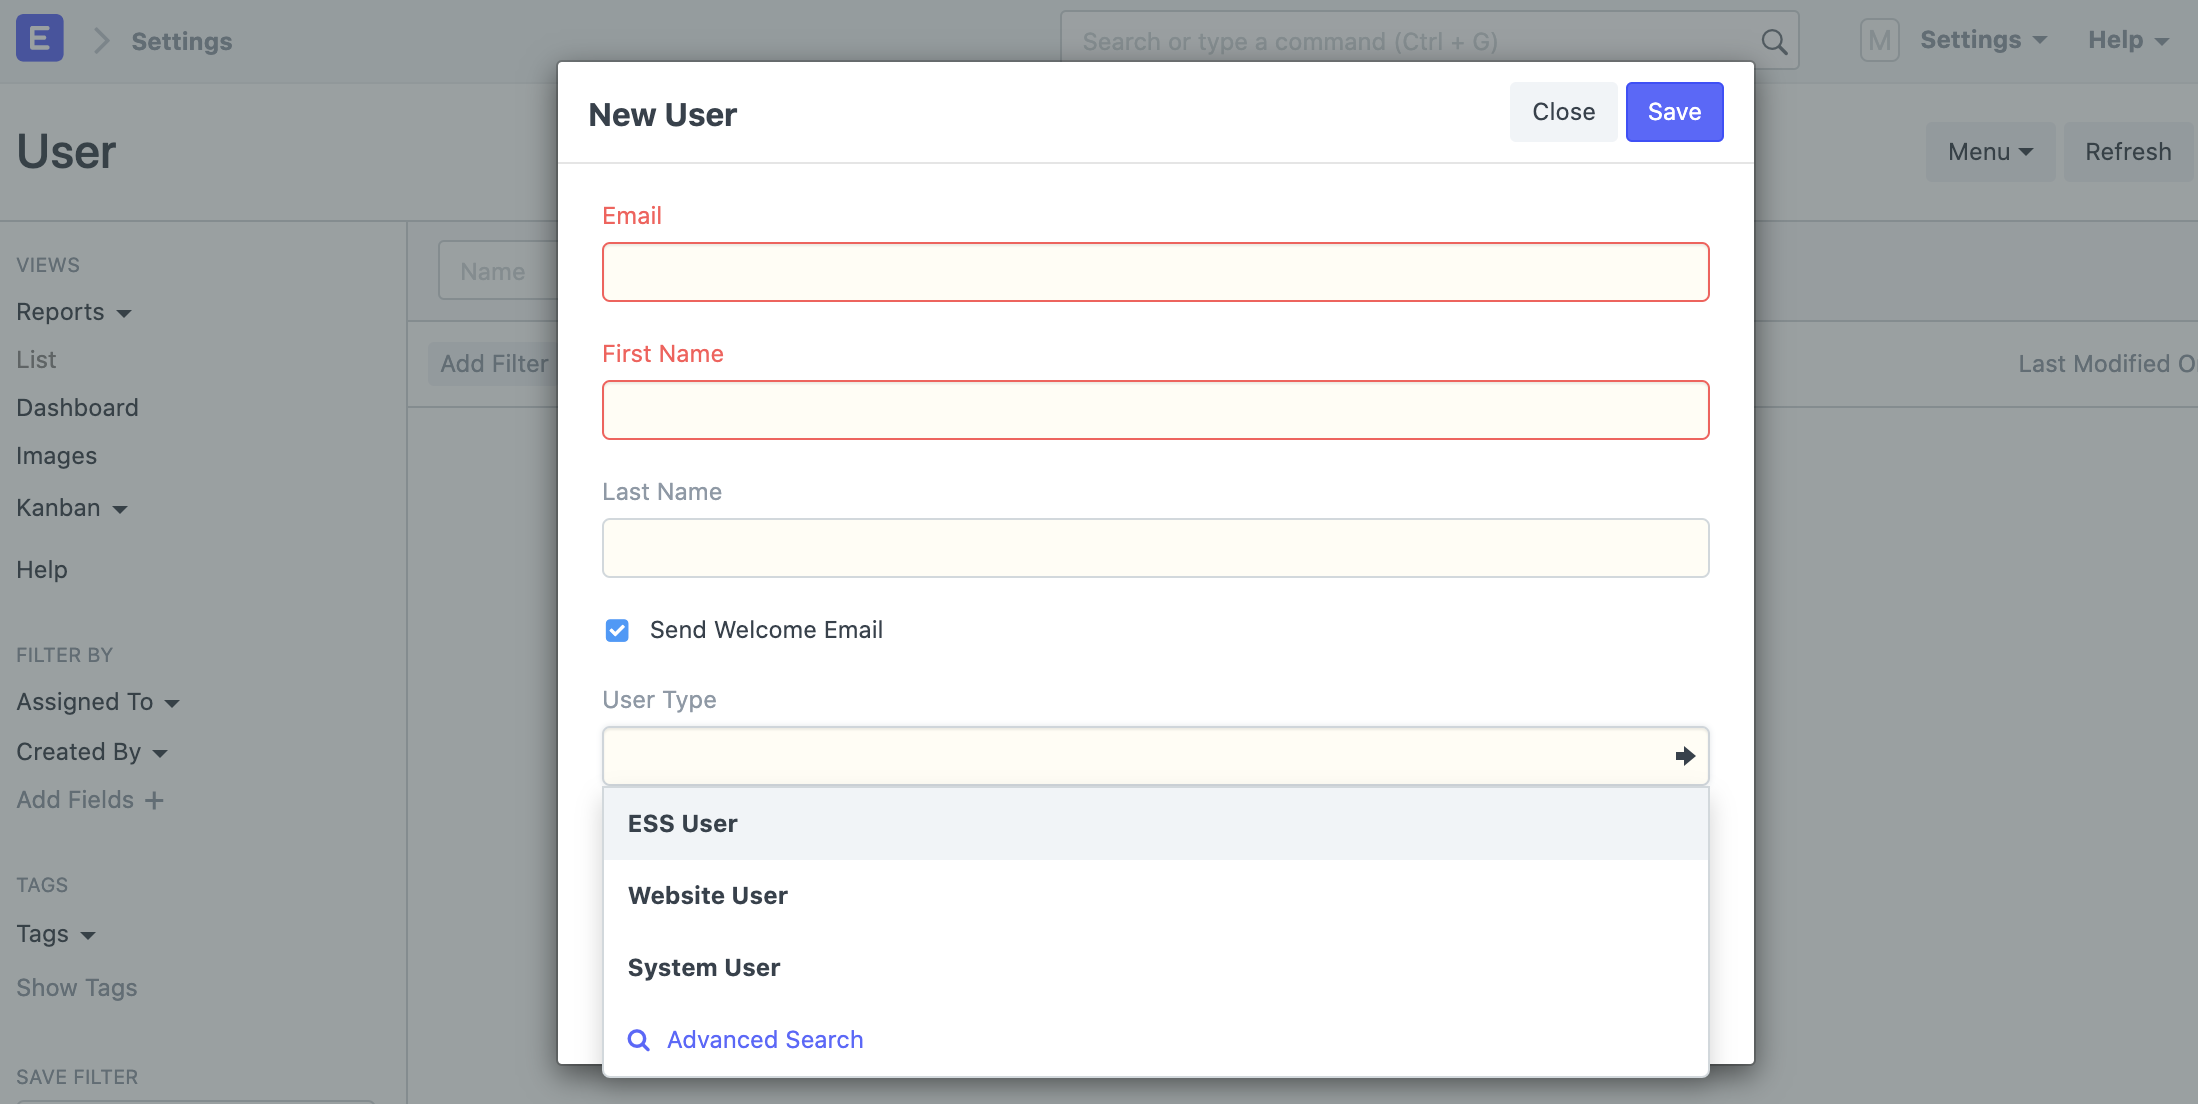 E
Settings
Search or type a command (Ctrl + G)
M
Settings
Help
User
Menu
Refresh
VIEWS
Reports
List
Dashboard
Images
Kanban
Help
FILTER BY
Assigned To
Created By
Add Fields
TAGS
Tags
Show Tags
SAVE FILTER
Name
Add Filter
Last Modified O
New User
Close
Save
Email
First Name
Last Name
Send Welcome Email
User Type
ESS User
Website User
System User
Advanced Search